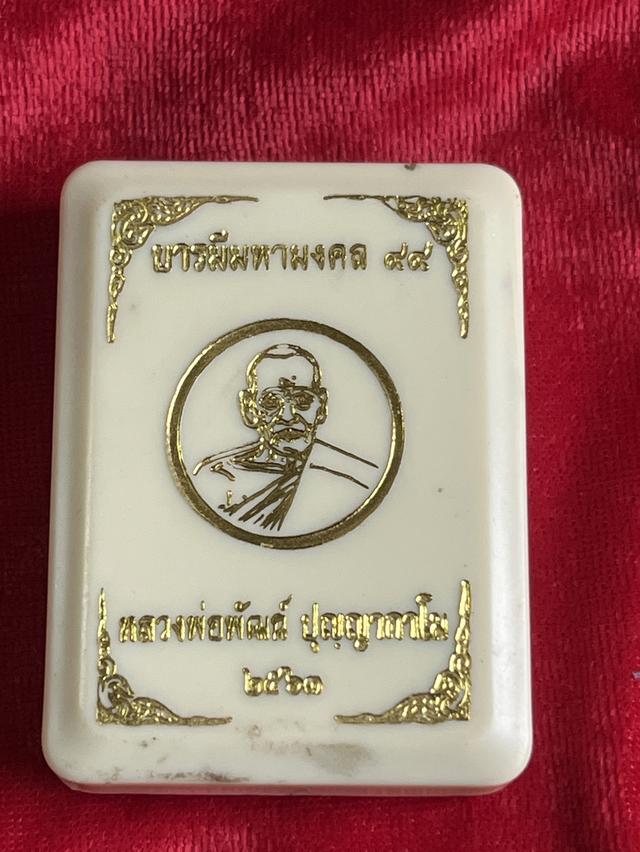 บารมีมหามงคล ๙๙
หลวงพ่อพัฒน์ ปุญฺญกาโม
๒๕๖๓